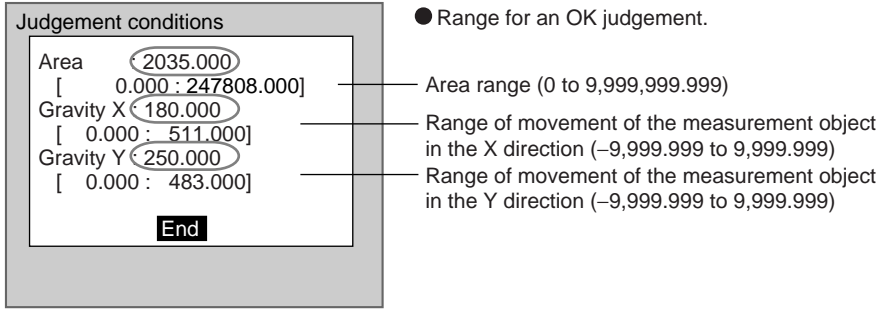 Judgement conditions
Area : 2035.000
[ 0.000 : 247808.000]
Gravity X : 180.000
[ 0.000 : 511.000]
Gravity Y : 250.000
[ 0.000 : 483.000]
End
● Range for an OK judgement.
Area range (0 to 9,999,999.999)
Range of movement of the measurement object
in the X direction (−9,999.999 to 9,999.999)
Range of movement of the measurement object
in the Y direction (−9,999.999 to 9,999.999)